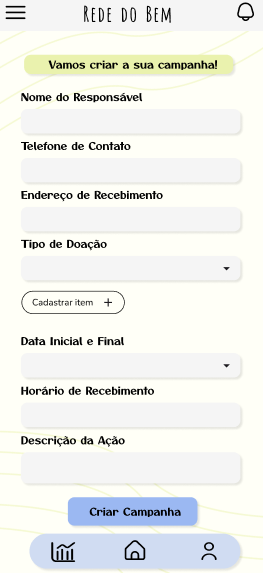 Rede do Bem
Vamos criar a sua campanha!
Nome do Responsável
Telefone de Contato
Endereço de Recebimento
Tipo de Doação
Cadastrar item +
Data Inicial e Final
Horário de Recebimento
Descrição da Ação
Criar Campanha